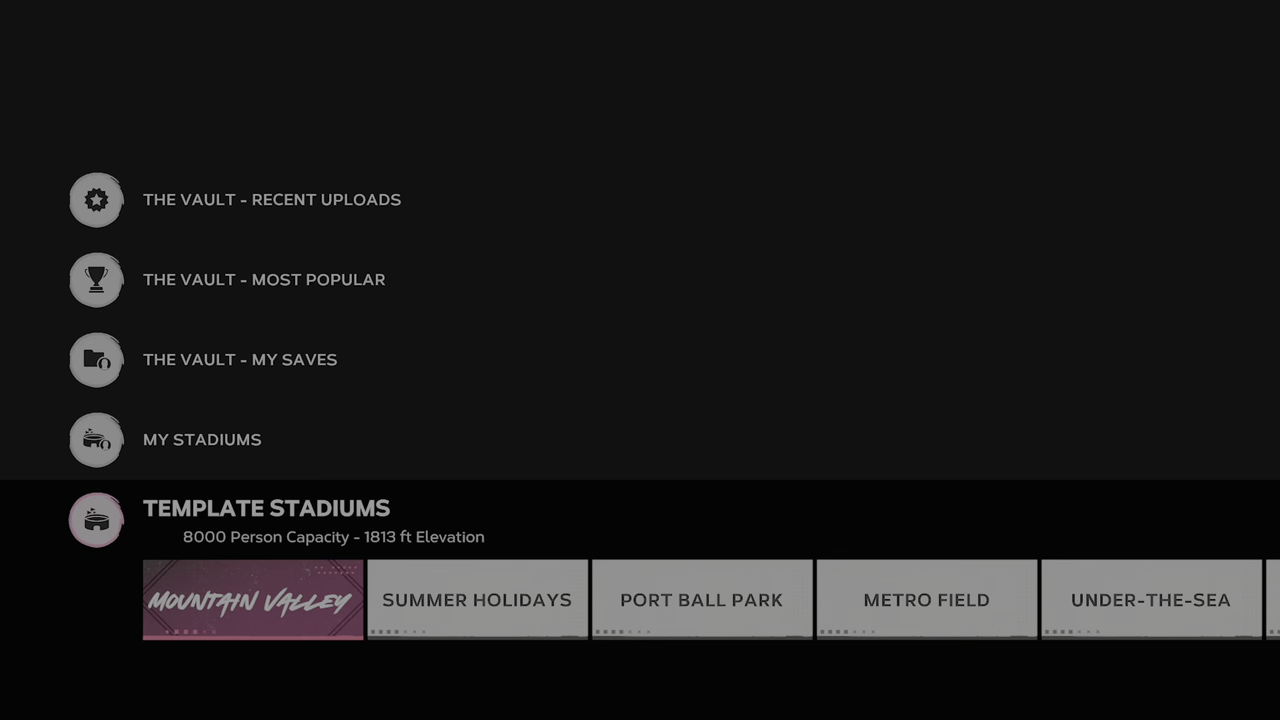 THE VAULT - RECENT UPLOADS
THE VAULT - MOST POPULAR
THE VAULT - MY SAVES
MY STADIUMS
TEMPLATE STADIUMS
8000 Person Capacity - 1813 ft Elevation
MOUNTAIN VALLEY
SUMMER HOLIDAYS
PORT BALL PARK
METRO FIELD
UNDER-THE-SEA